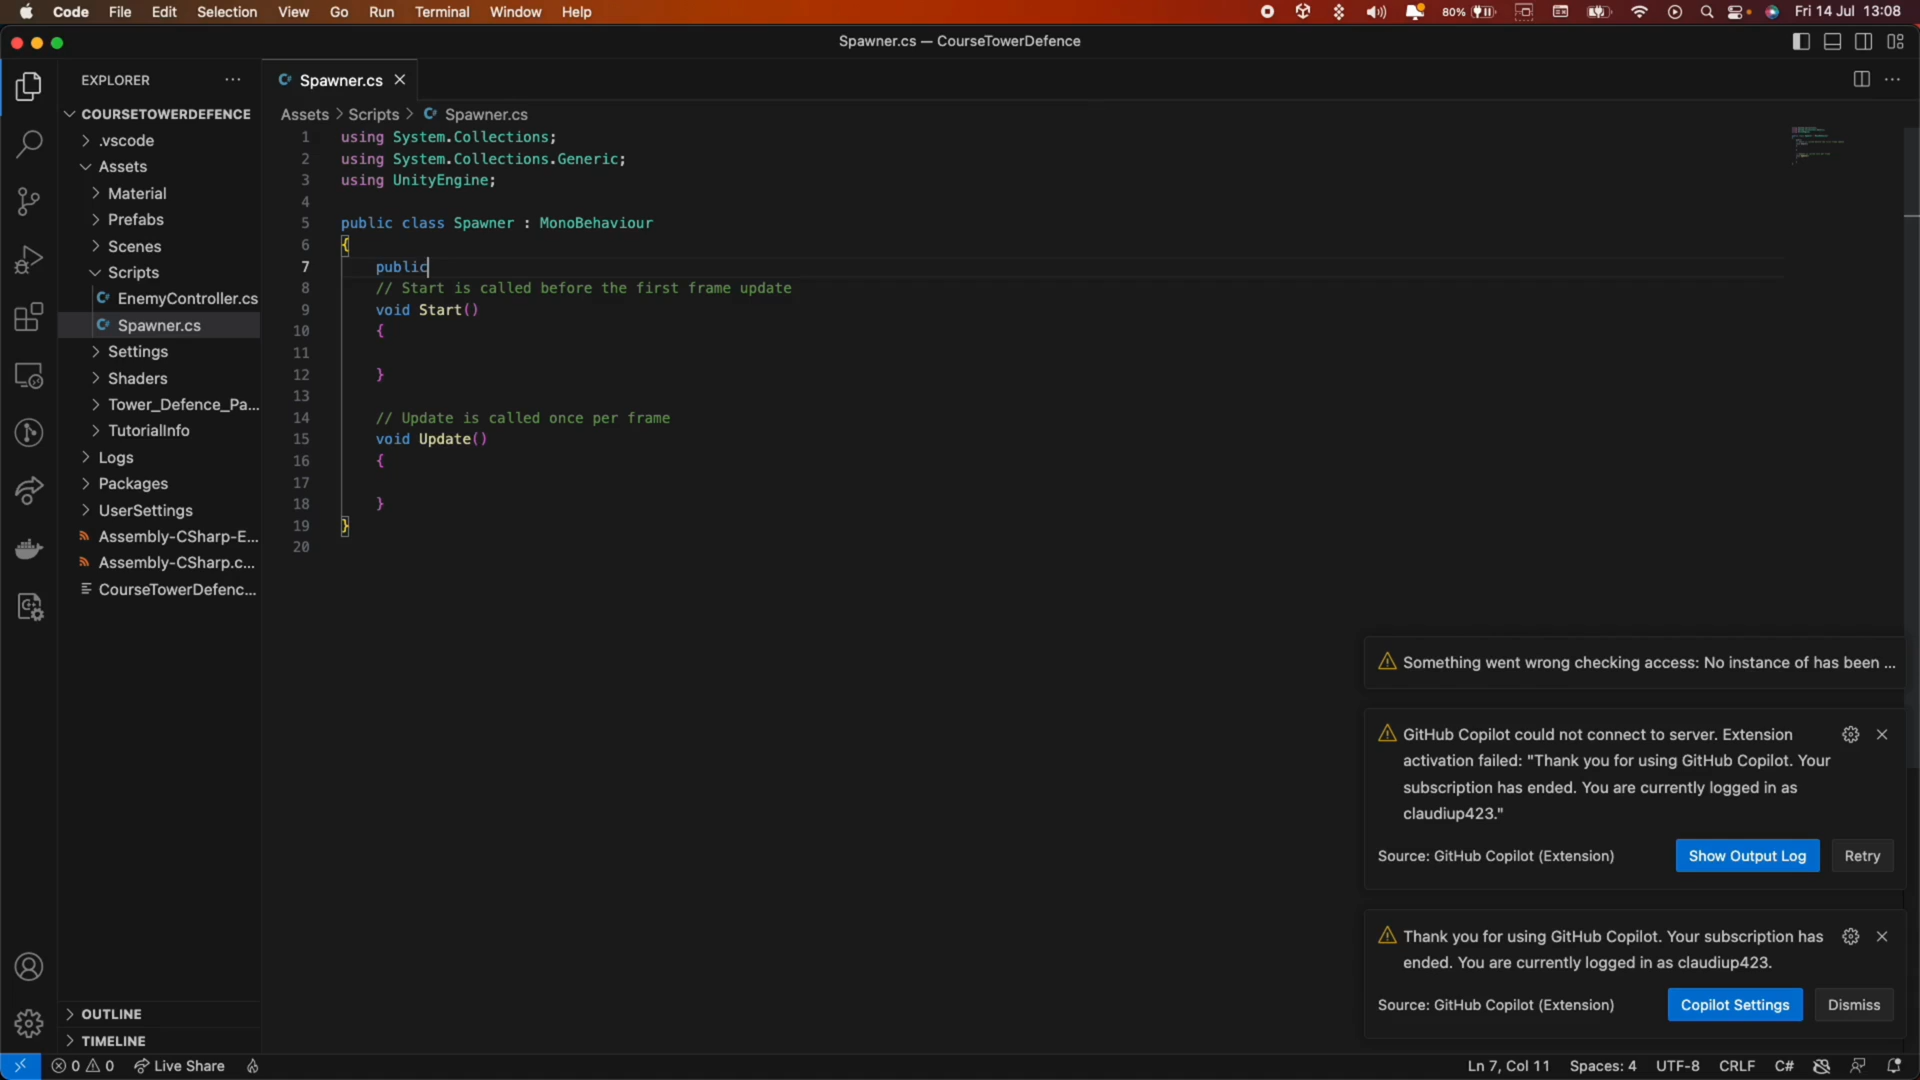 Code File Edit Selection View Go Run Terminal Window Help 80% Fri 14 Jul 13:08
Spawner.cs — CourseTowerDefence
EXPLORER
Spawner.cs
COURSETOWERDEFENCE
.vscode
Assets
Material
Prefabs
Scenes
Scripts
EnemyController.cs
Spawner.cs
Settings
Shaders
Tower_Defence_Pa...
TutorialInfo
Logs
Packages
UserSettings
Assembly-CSharp-E...
Assembly-CSharp.c...
CourseTowerDefenc...
OUTLINE
TIMELINE
Assets > Scripts > Spawner.cs
1 using System.Collections;
2 using System.Collections.Generic;
3 using UnityEngine;
4
5 public class Spawner : MonoBehaviour
6 {
7 public
8 // Start is called before the first frame update
9 void Start()
10 {
11
12 }
13
14 // Update is called once per frame
15 void Update()
16 {
17
18 }
19 }
20
Something went wrong checking access: No instance of has been ...
GitHub Copilot could not connect to server. Extension
activation failed: "Thank you for using GitHub Copilot. Your
subscription has ended. You are currently logged in as
claudiup423."
Source: GitHub Copilot (Extension) Show Output Log Retry
Thank you for using GitHub Copilot. Your subscription has
ended. You are currently logged in as claudiup423.
Source: GitHub Copilot (Extension) Copilot Settings Dismiss
0 0 Live Share Ln 7, Col 11 Spaces: 4 UTF-8 CRLF C#